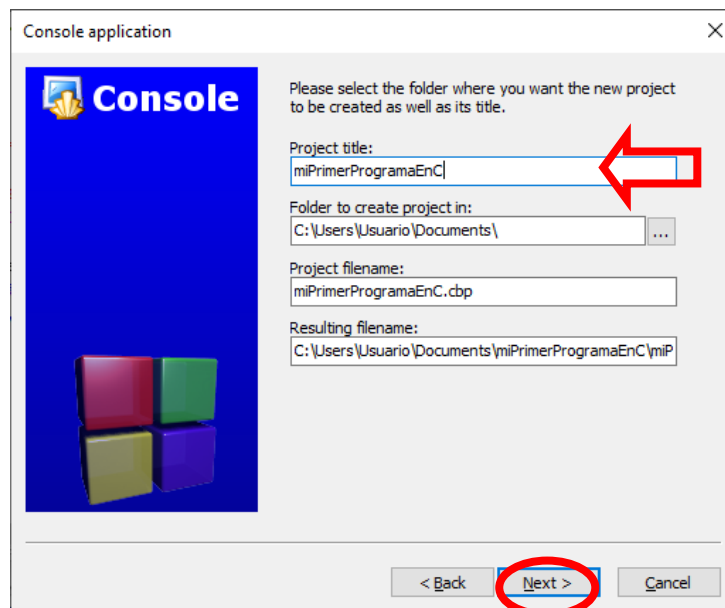 Console application
Console
Please select the folder where you want the new project
to be created as well as its title.
Project title:
miPrimerProgramaEnC
Folder to create project in:
C:\Users\Usuario\Documents\
...
Project filename:
miPrimerProgramaEnC.cbp
Resulting filename:
C:\Users\Usuario\Documents\miPrimerProgramaEnC\miP
< Back
Next >
Cancel